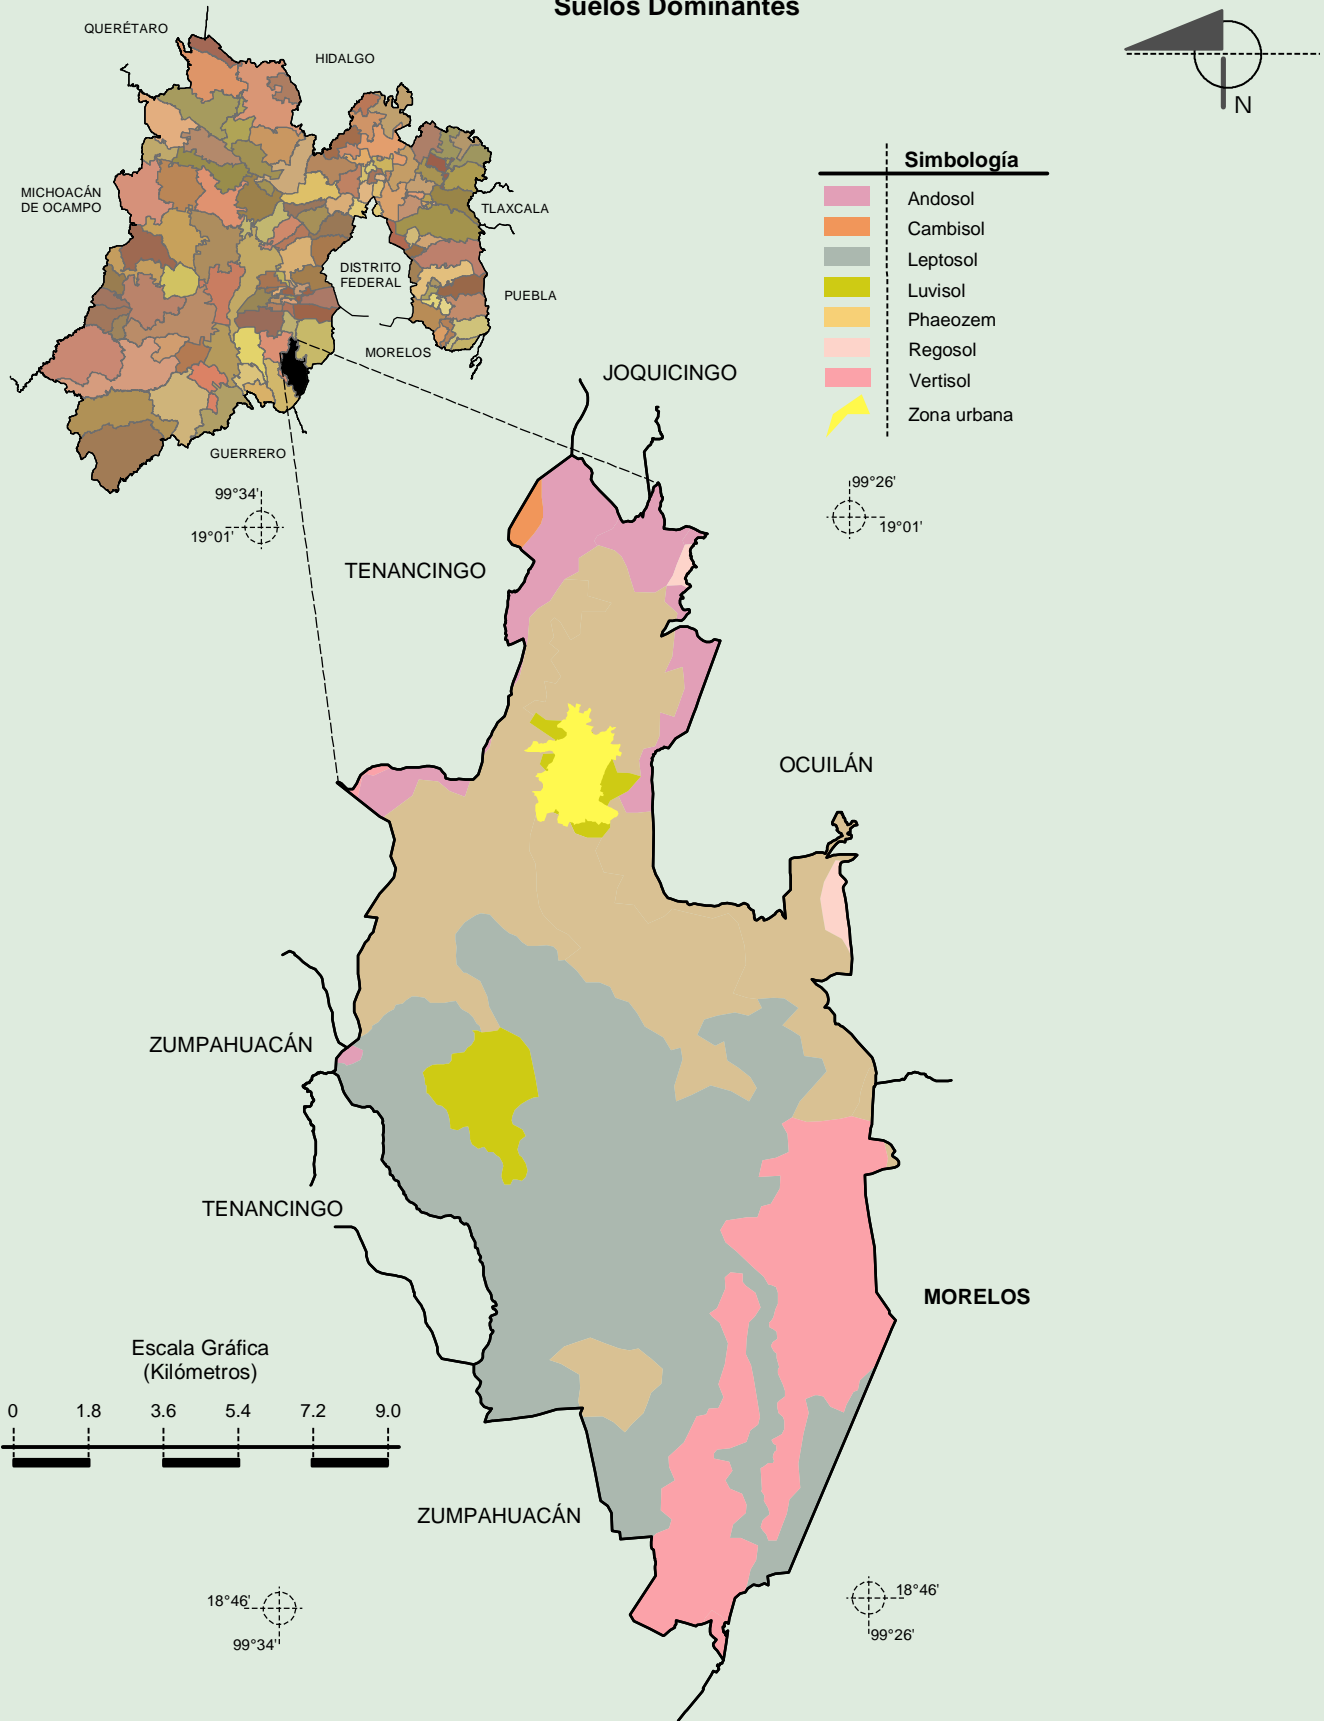 Suelos Dominantes
QUERÉTARO
HIDALGO
MICHOACÁN
DE OCAMPO
TLAXCALA
DISTRITO
FEDERAL
PUEBLA
MORELOS
GUERRERO
N
Simbología
Andosol
Cambisol
Leptosol
Luvisol
Phaeozem
Regosol
Vertisol
Zona urbana
JOQUICINGO
99°34'
19°01'
99°26'
19°01'
TENANCINGO
OCUILÁN
ZUMPAHUACÁN
TENANCINGO
MORELOS
Escala Gráfica
(Kilómetros)
0 1.8 3.6 5.4 7.2 9.0
ZUMPAHUACÁN
18°46'
99°34'
18°46'
99°26'